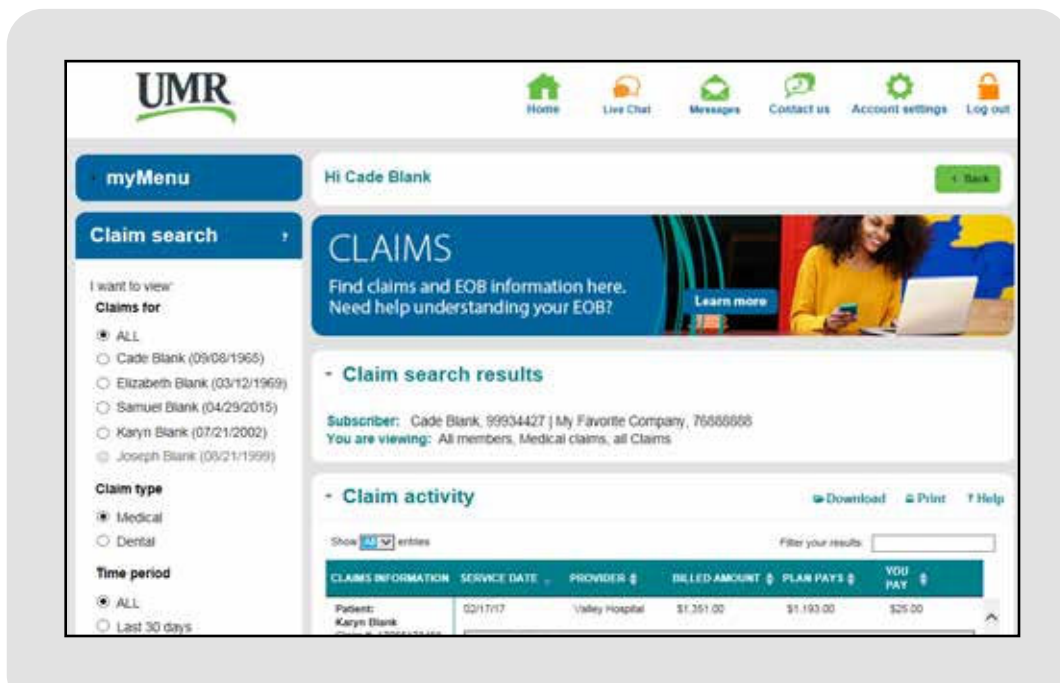 UMR
Home
Live Chat
Messages
Contact us
Account settings
Log out
myMenu
Hi Cade Blank
Back
Claim search ?
CLAIMS
Find claims and EOB information here.
Need help understanding your EOB?
Learn more
I want to view:
Claims for
ALL
Cade Blank (09/08/1965)
Elizabeth Blank (03/12/1969)
Samuel Blank (04/29/2015)
Karyn Blank (07/21/2002)
Joseph Blank (08/21/1999)
Claim type
Medical
Dental
Time period
ALL
Last 30 days
Claim search results
Subscriber: Cade Blank, 99934427 | My Favorite Company,
You are viewing: All members, Medical claims, all Claims
Claim activity
Download Print ? Help
Show All entries
Filter your results:
CLAIMS INFORMATION SERVICE DATE PROVIDER BILLED AMOUNT PLAN PAYS YOU PAY
Patient: 02/17/17 Valley Hospital $1,351.00 $1,193.00 $25.00
Karyn Blank